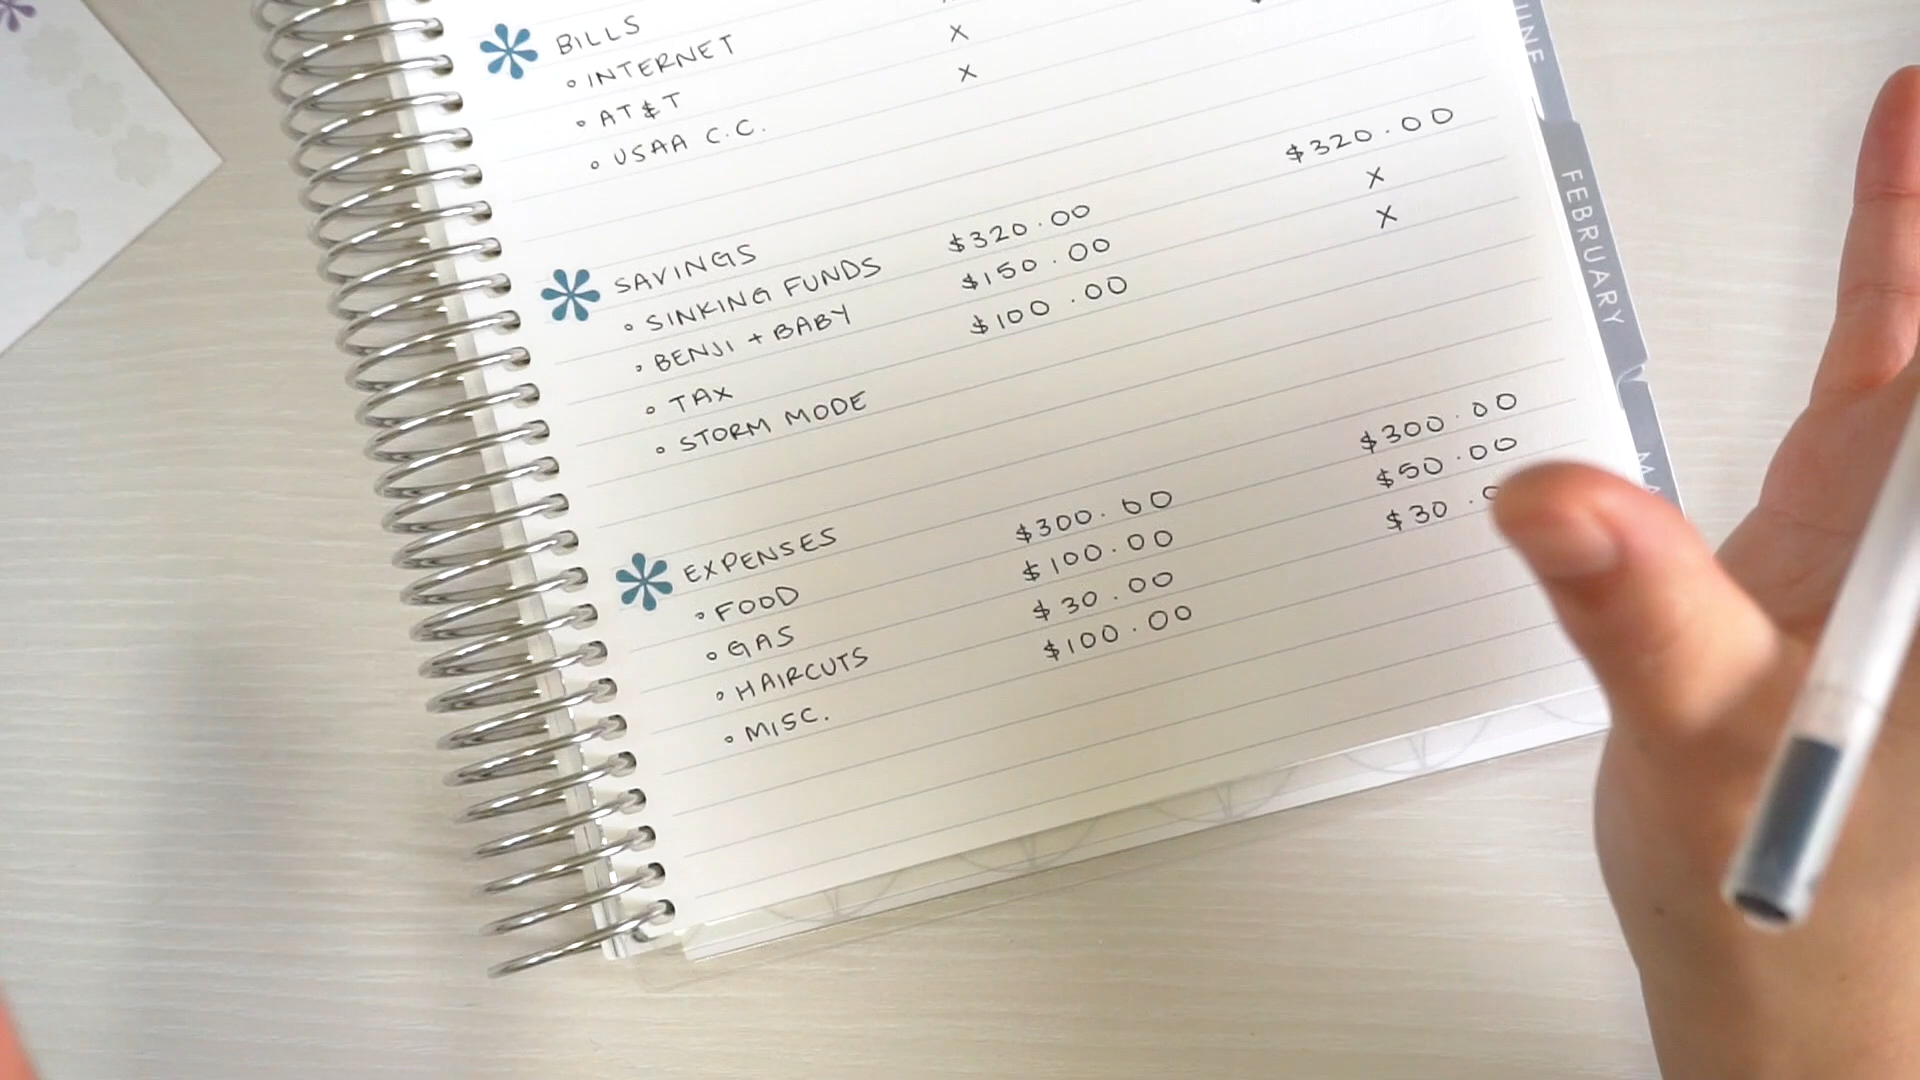 BILLS
• INTERNET
• AT&T X
• USAA C.C. X
SAVINGS
• SINKING FUNDS $320.00 $320.00
• BENJI + BABY $150.00 X
• TAX $100.00 X
• STORM MODE
EXPENSES
• FOOD $300.00 $300.00
• GAS $100.00 $50.00
• HAIRCUTS $30.00 $30
• MISC. $100.00
FEBRUARY